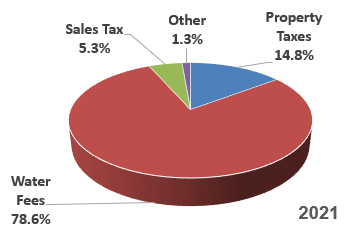 Sales Tax
5.3%
Other
1.3%
Property
Taxes
14.8%
Water
Fees
78.6%
2021